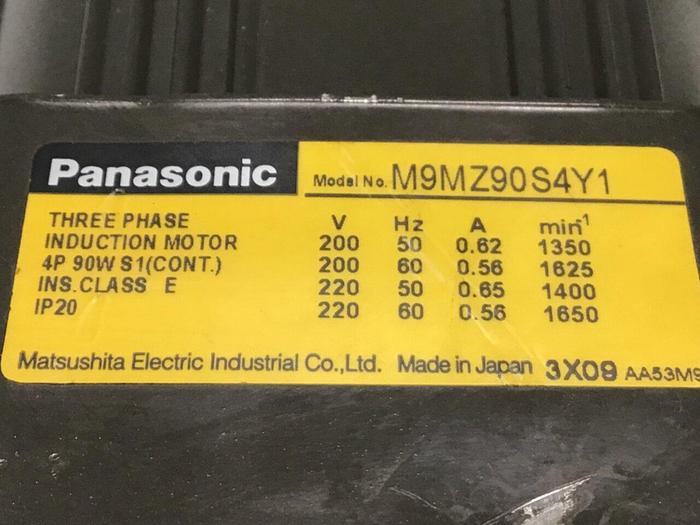 Panasonic Model No. M9MZ90S4Y1
THREE PHASE V Hz A min-1
INDUCTION MOTOR 200 50 0.62 1350
4P 90W S1(CONT.) 200 60 0.56 1625
INS.CLASS E 220 50 0.65 1400
IP20 220 60 0.56 1650
Matsushita Electric Industrial Co.,Ltd. Made in Japan 3X09 AA53M9